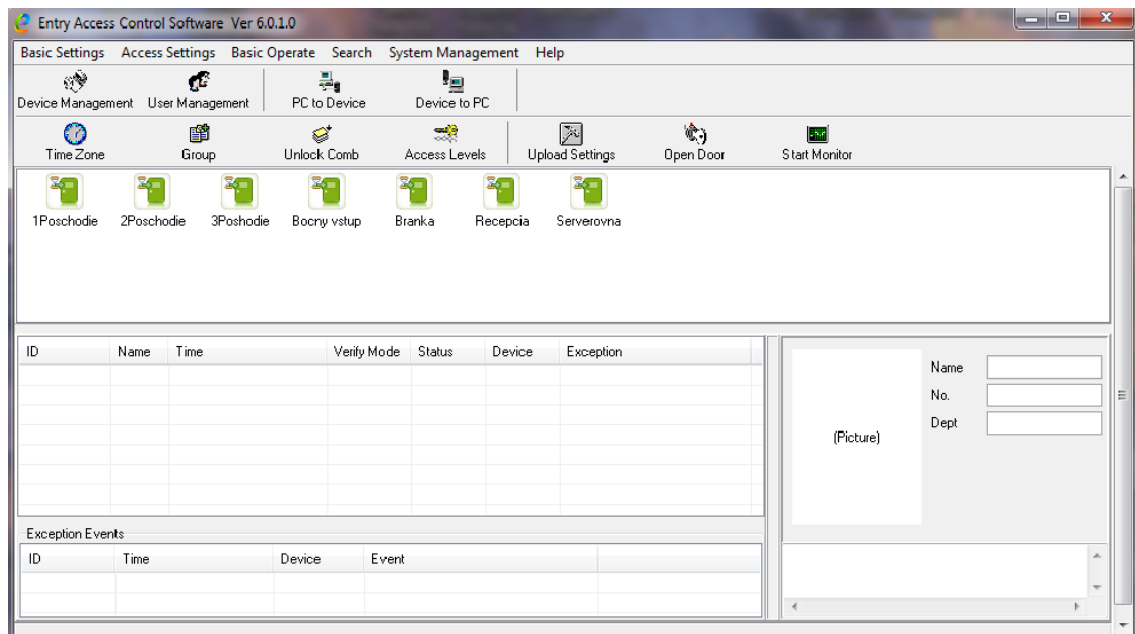 Entry Access Control Software Ver 6.0.1.0
Basic Settings Access Settings Basic Operate Search System Management Help
Device Management User Management PC to Device Device to PC
Time Zone Group Unlock Comb Access Levels Upload Settings Open Door Start Monitor
1Poschodie 2Poschodie 3Poshodie Bocny vstup Branka Recepcia Serverovna
ID Name Time Verify Mode Status Device Exception
Name
No.
Dept
(Picture)
Exception Events
ID Time Device Event